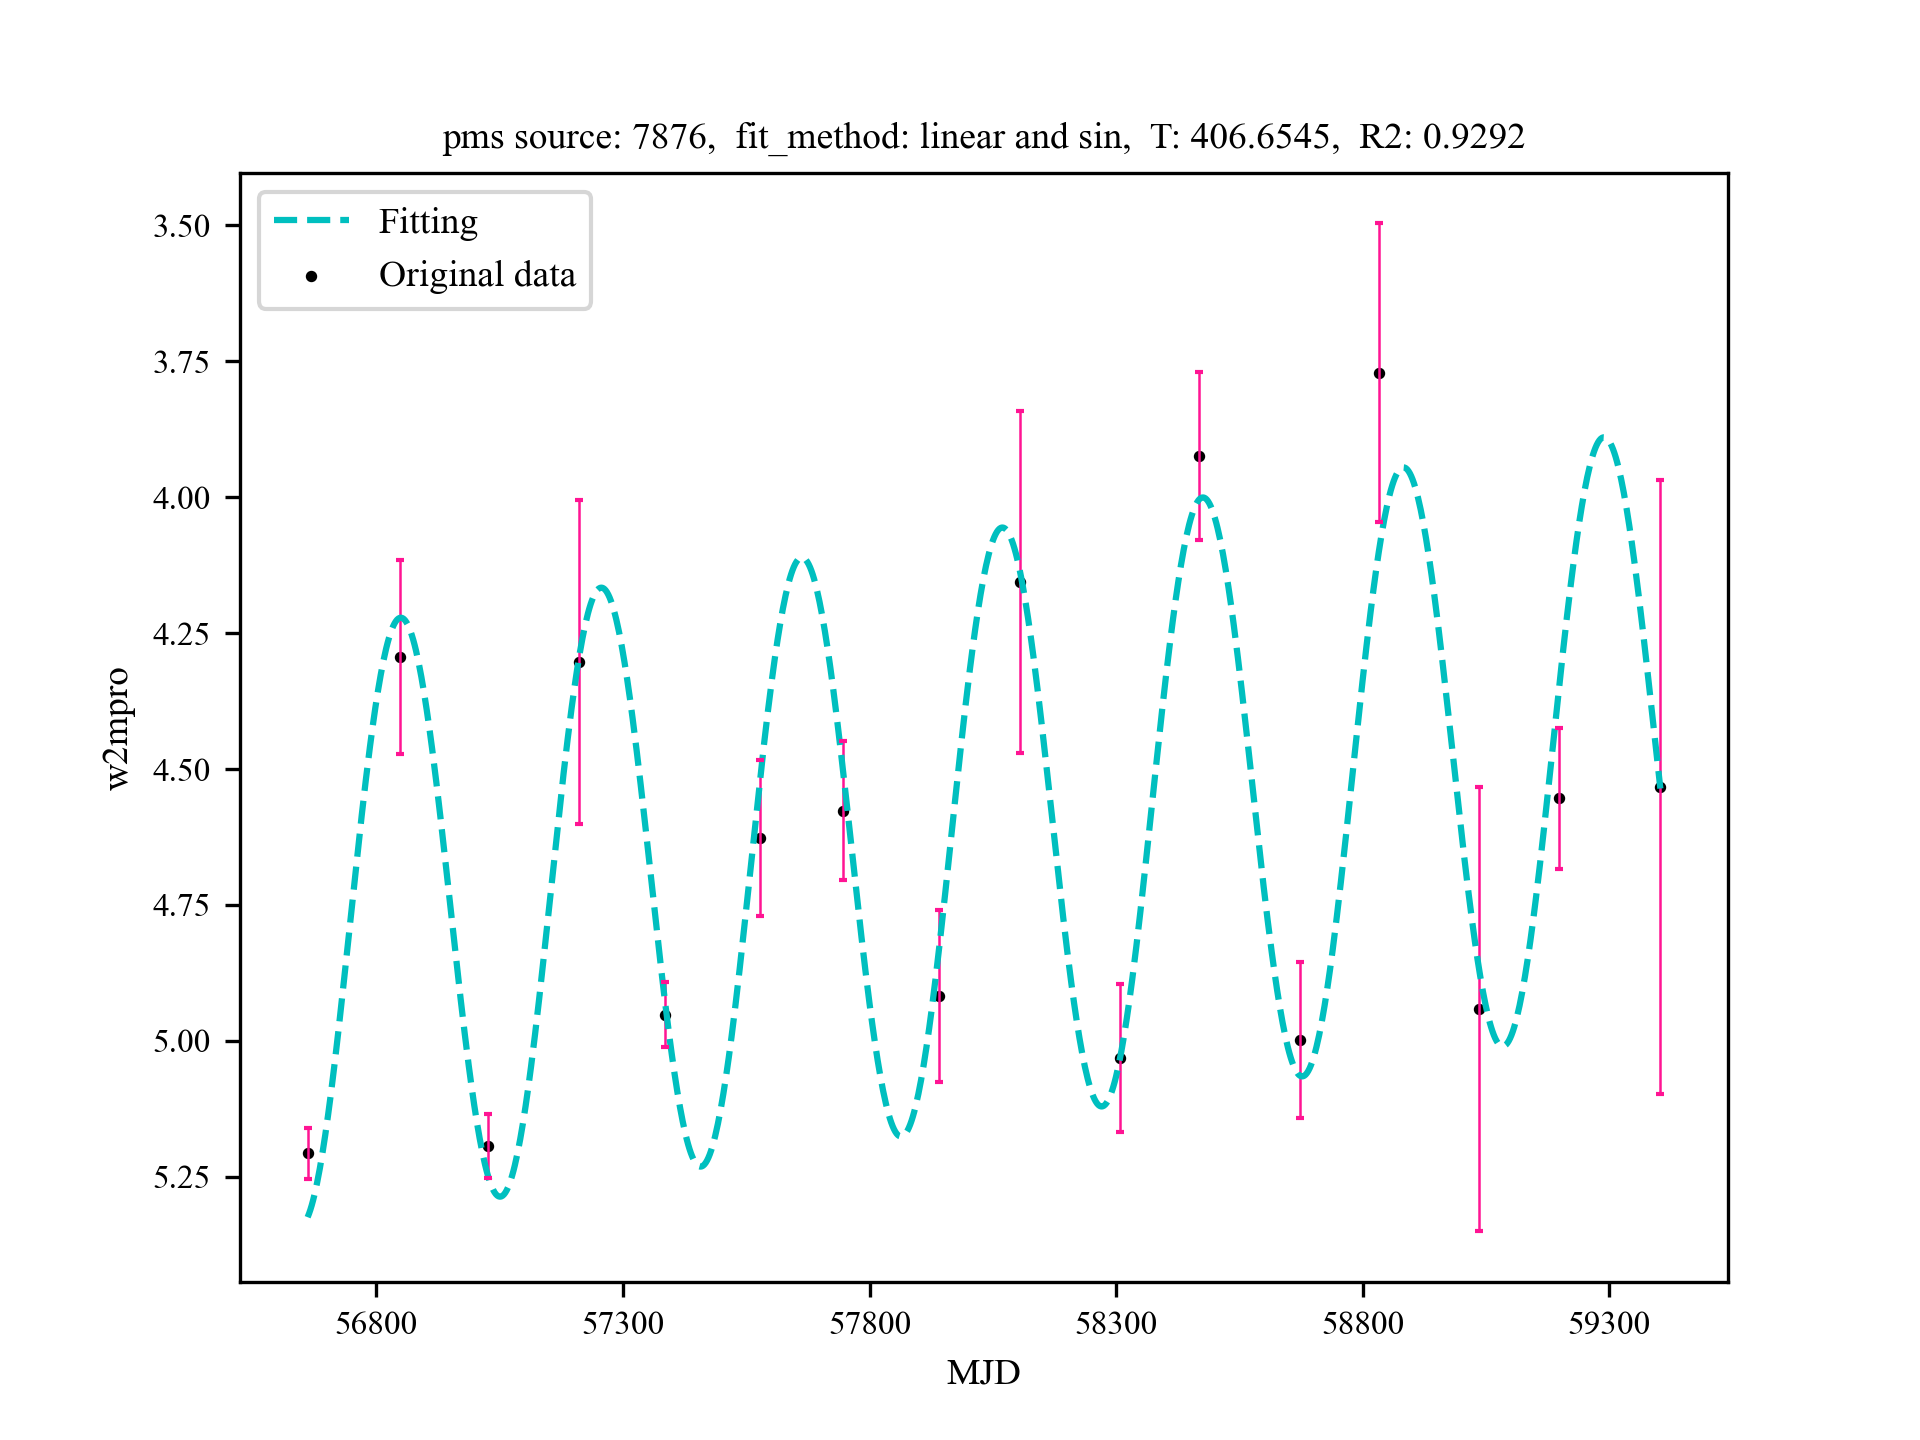 pms source: 7876,  fit_method: linear and sin,  T: 406.6545,  R2: 0.9292
Fitting
Original data
3.50
3.75
4.00
4.25
4.50
4.75
5.00
5.25
w2mpro
56800 57300 57800 58300 58800 59300
MJD